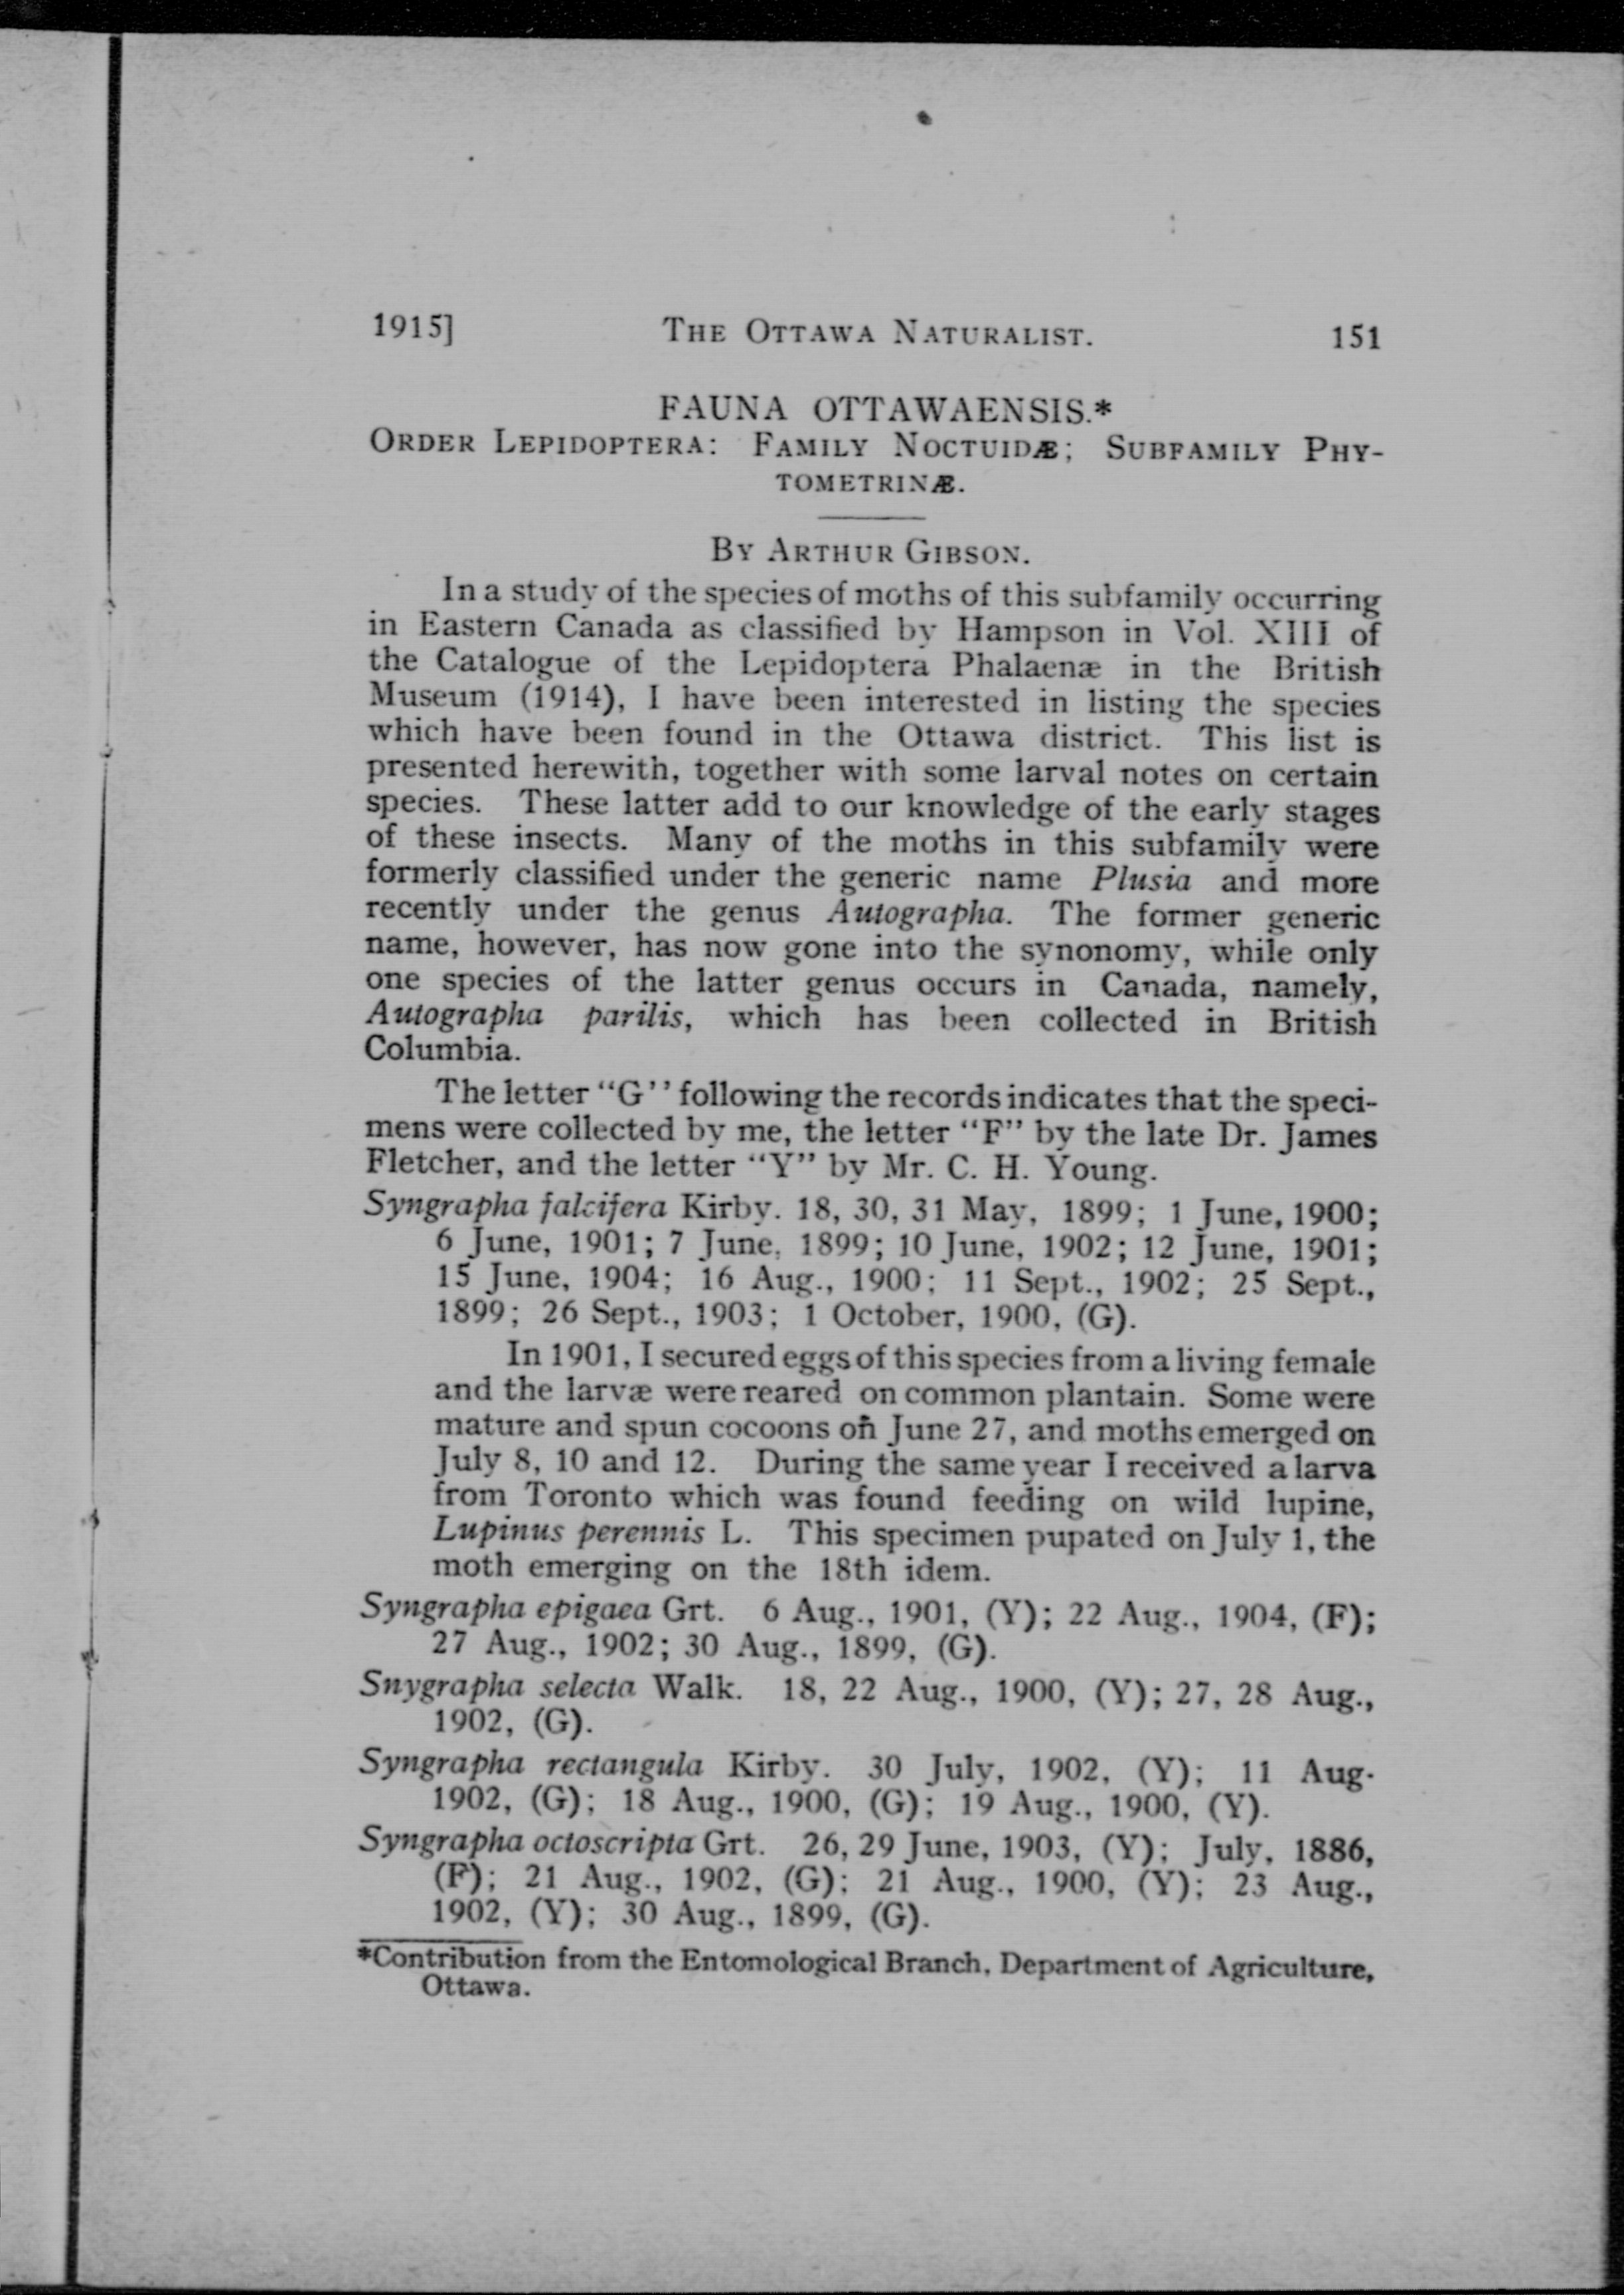 1915] THE OTTAWA NATURALIST. 151
FAUNA OTTAWAENSIS.*
ORDER LEPIDOPTERA: FAMILY NOCTUIDÆ; SUBFAMILY PHY-
TOMETRINÆ.
BY ARTHUR GIBSON.
In a study of the species of moths of this subfamily occurring
in Eastern Canada as classified by Hampson in Vol. XIII of
the Catalogue of the Lepidoptera Phalaenæ in the British
Museum (1914), I have been interested in listing the species
which have been found in the Ottawa district. This list is
presented herewith, together with some larval notes on certain
species. These latter add to our knowledge of the early stages
of these insects. Many of the moths in this subfamily were
formerly classified under the generic name Plusia and more
recently under the genus Autographa. The former generic
name, however, has now gone into the synonomy, while only
one species of the latter genus occurs in Canada, namely,
Autographa parilis, which has been collected in British
Columbia.
The letter "G" following the records indicates that the speci-
mens were collected by me, the letter "F" by the late Dr. James
Fletcher, and the letter "Y" by Mr. C. H. Young.
Syngrapha falcifera Kirby. 18, 30, 31 May, 1899; 1 June, 1900;
6 June, 1901; 7 June, 1899; 10 June, 1902; 12 June, 1901;
15 June, 1904; 16 Aug., 1900; 11 Sept., 1902; 25 Sept.,
1899; 26 Sept., 1903; 1 October, 1900, (G).
In 1901, I secured eggs of this species from a living female
and the larvæ were reared on common plantain. Some were
mature and spun cocoons on June 27, and moths emerged on
July 8, 10 and 12. During the same year I received a larva
from Toronto which was found feeding on wild lupine,
Lupinus perennis L. This specimen pupated on July 1, the
moth emerging on the 18th idem.
Syngrapha epigaea Grt. 6 Aug., 1901, (Y); 22 Aug., 1904, (F);
27 Aug., 1902; 30 Aug., 1899, (G).
Snygrapha selecta Walk. 18, 22 Aug., 1900, (Y); 27, 28 Aug.,
1902, (G).
Syngrapha rectangula Kirby. 30 July, 1902, (Y); 11 Aug.
1902, (G); 18 Aug., 1900, (G); 19 Aug., 1900, (Y).
Syngrapha octoscripta Grt. 26, 29 June, 1903, (Y); July, 1886,
(F); 21 Aug., 1902, (G); 21 Aug., 1900, (Y); 23 Aug.,
1902, (Y); 30 Aug., 1899, (G).
*Contribution from the Entomological Branch, Department of Agriculture,
Ottawa.